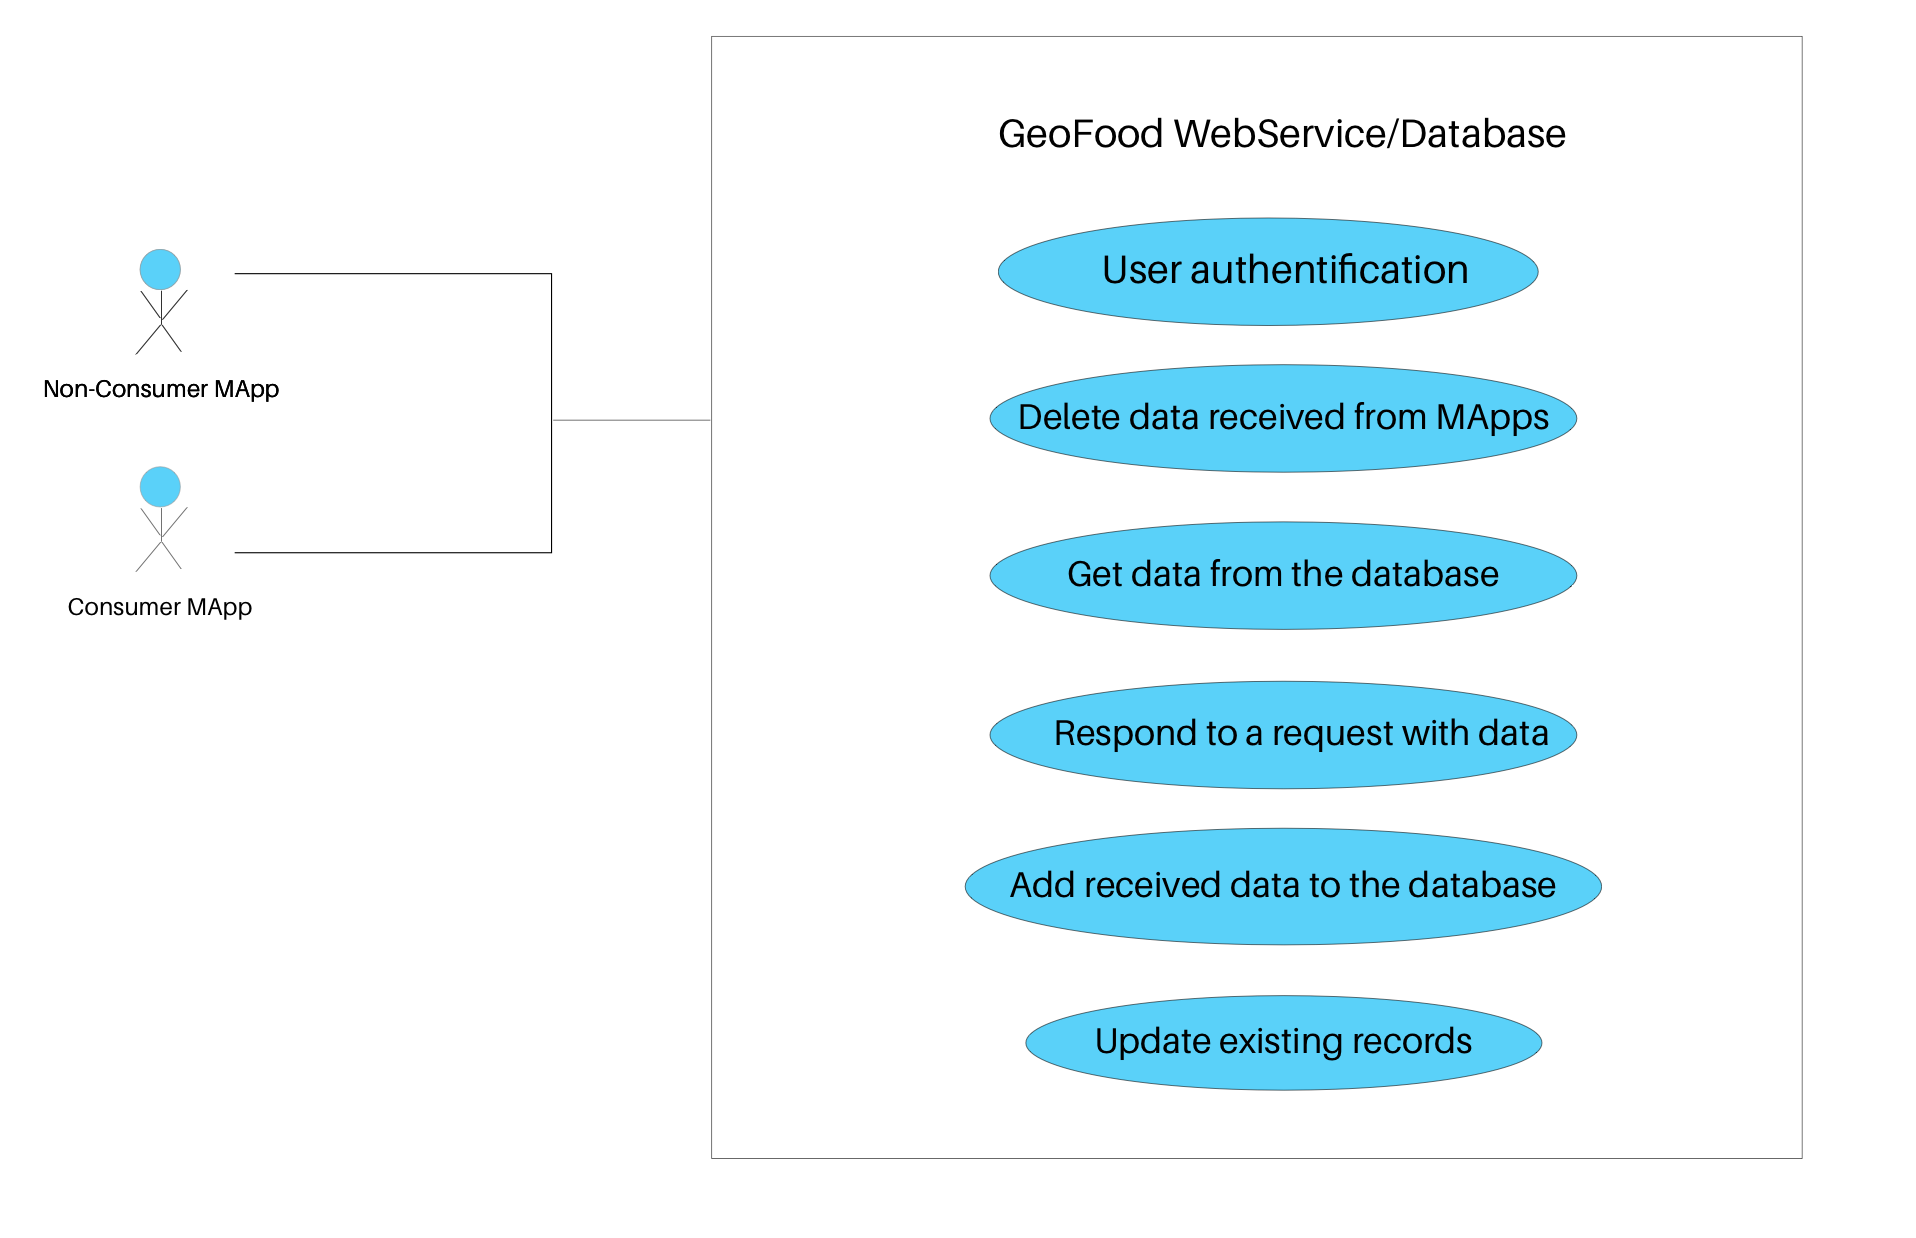 GeoFood WebService/Database
User authentification
Non-Consumer MApp
Delete data received from MApps
Get data from the database
Consumer MApp
Respond to a request with data
Add received data to the database
Update existing records